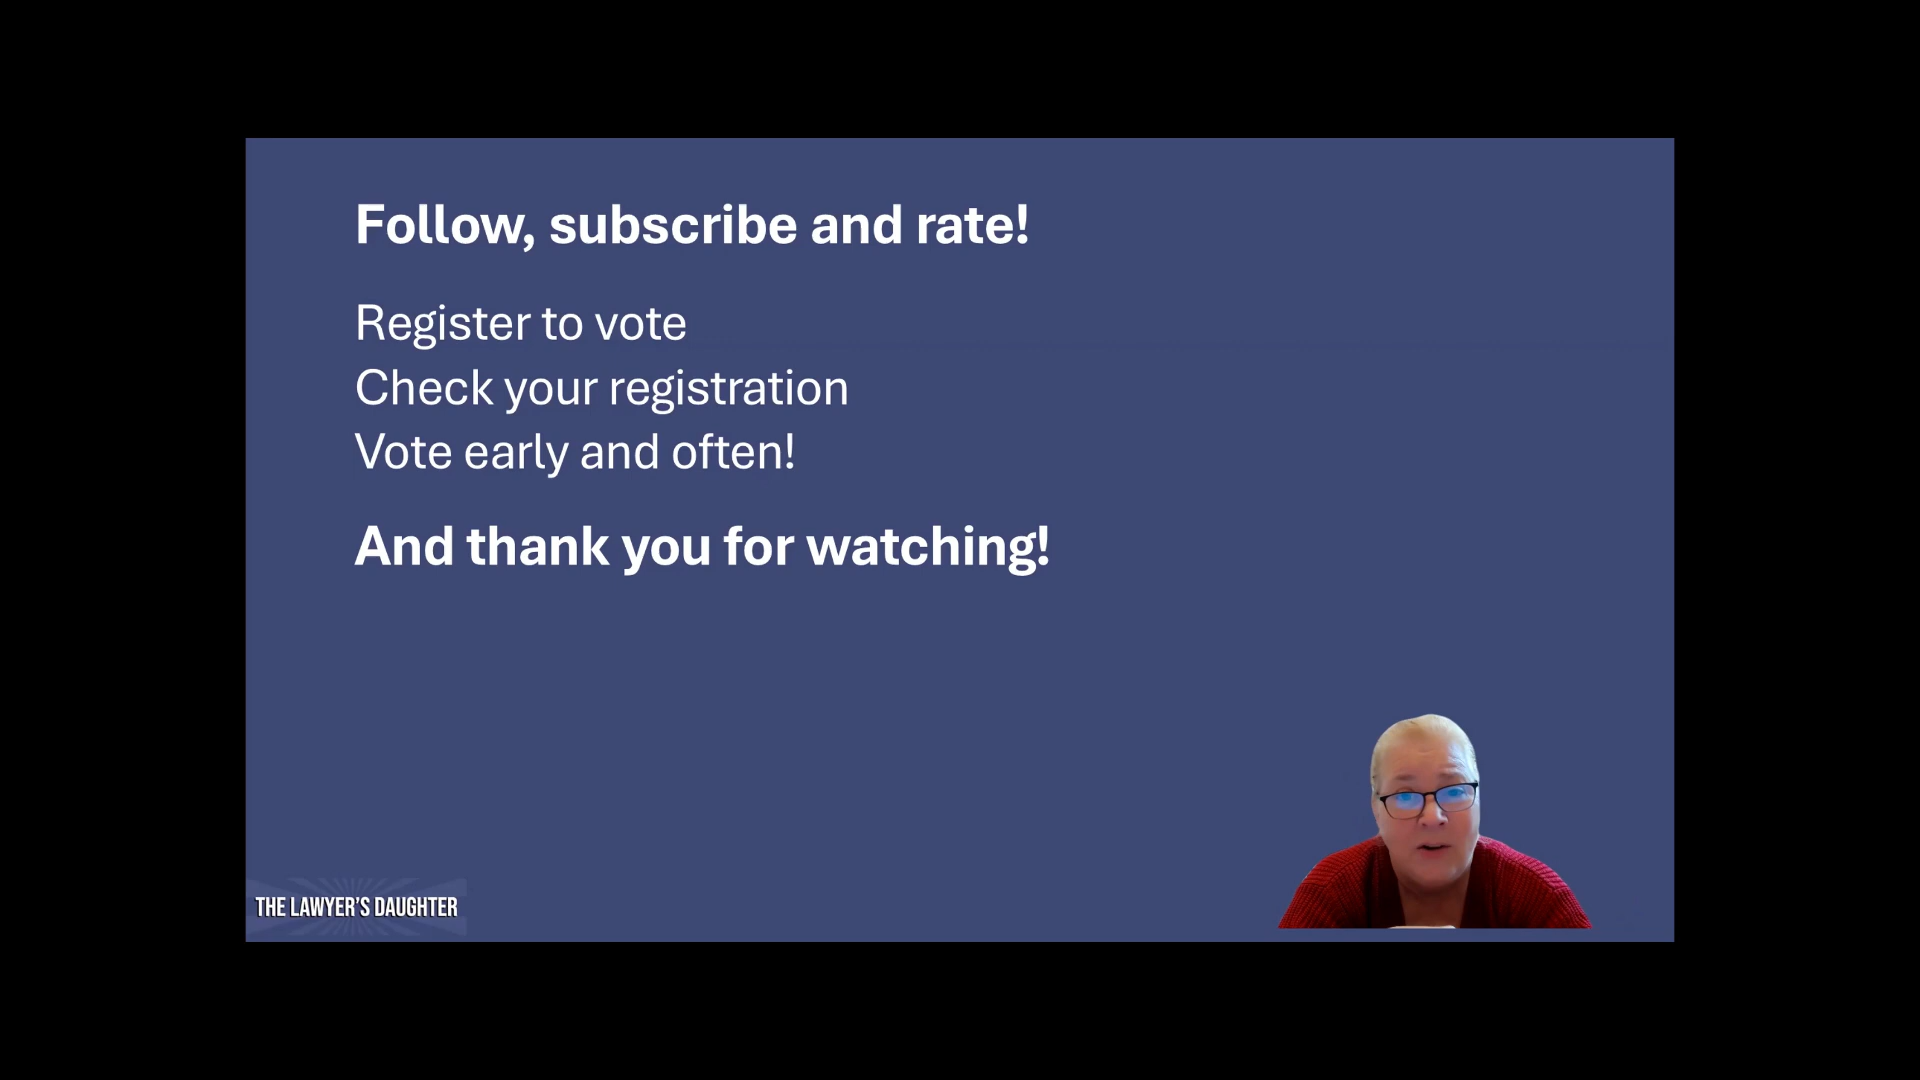 Follow, subscribe and rate!
Register to vote
Check your registration
Vote early and often!
And thank you for watching!
THE LAWYER'S DAUGHTER